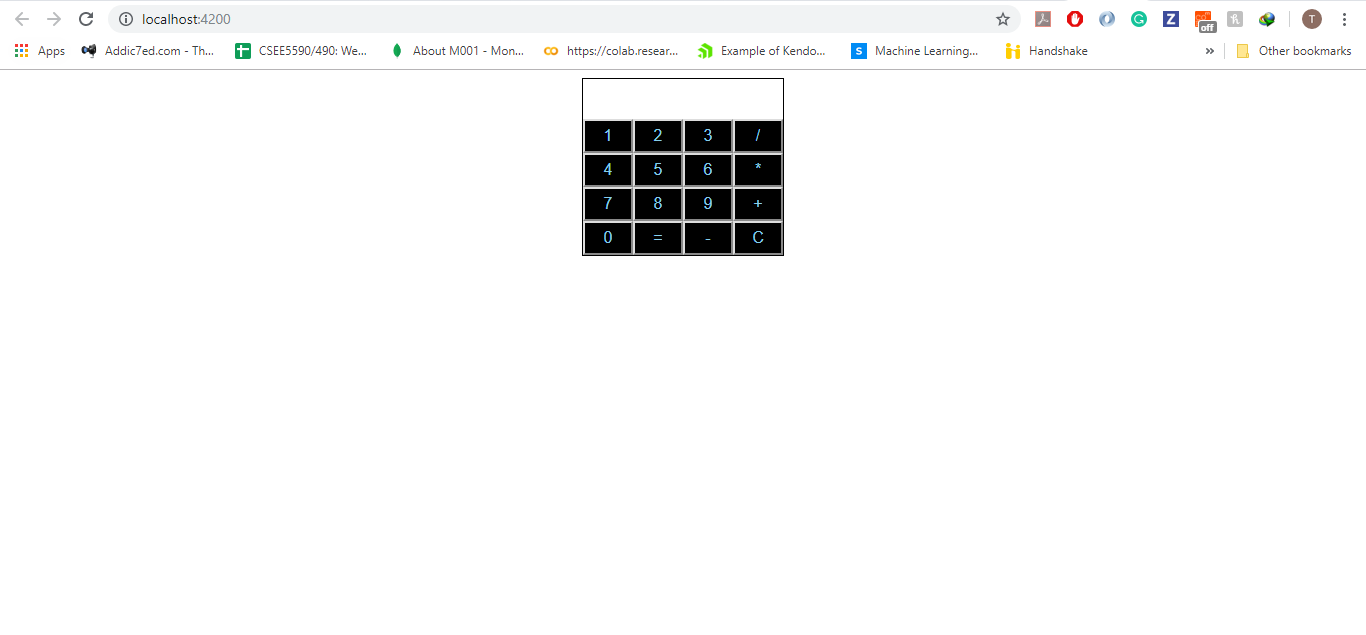 localhost:4200
off
T
Apps Addic7ed.com - Th... CSEE5590/490: We... About M001 - Mon... https://colab.resear... Example of Kendo... S Machine Learning... Handshake » Other bookmarks
1 2 3 /
4 5 6 *
7 8 9 +
0 = - C